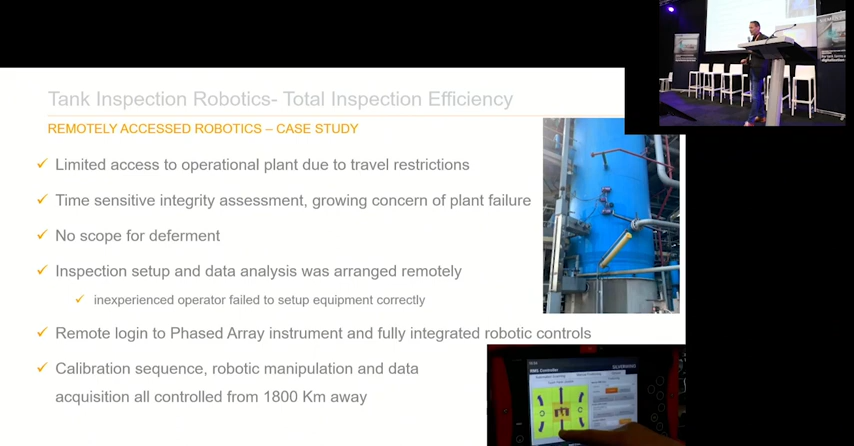 Tank Inspection Robotics- Total Inspection Efficiency
REMOTELY ACCESSED ROBOTICS – CASE STUDY
Limited access to operational plant due to travel restrictions
Time sensitive integrity assessment, growing concern of plant failure
No scope for deferment
Inspection setup and data analysis was arranged remotely
inexperienced operator failed to setup equipment correctly
Remote login to Phased Array instrument and fully integrated robotic controls
Calibration sequence, robotic manipulation and data
acquisition all controlled from 1800 Km away